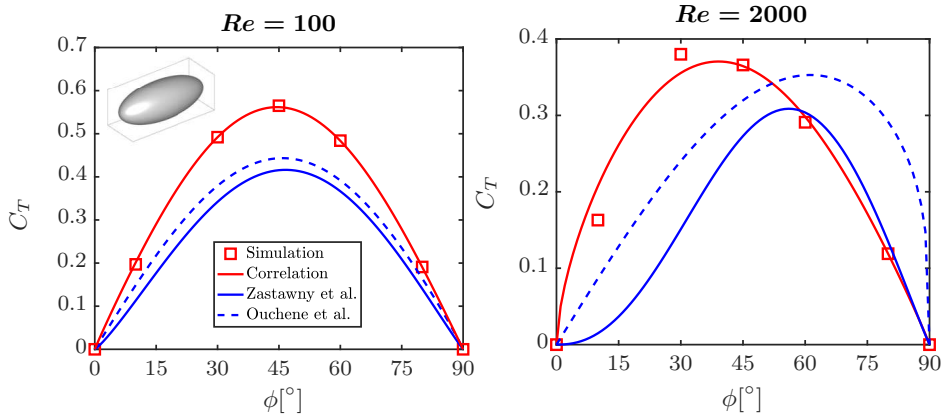 Re = 100
C_T
0.7
0.6
0.5
0.4
0.3
0.2
0.1
0
Simulation
Correlation
Zastawny et al.
Ouchene et al.
0 15 30 45 60 75 90
ϕ[°]
Re = 2000
C_T
0.4
0.3
0.2
0.1
0
0 15 30 45 60 75 90
ϕ[°]